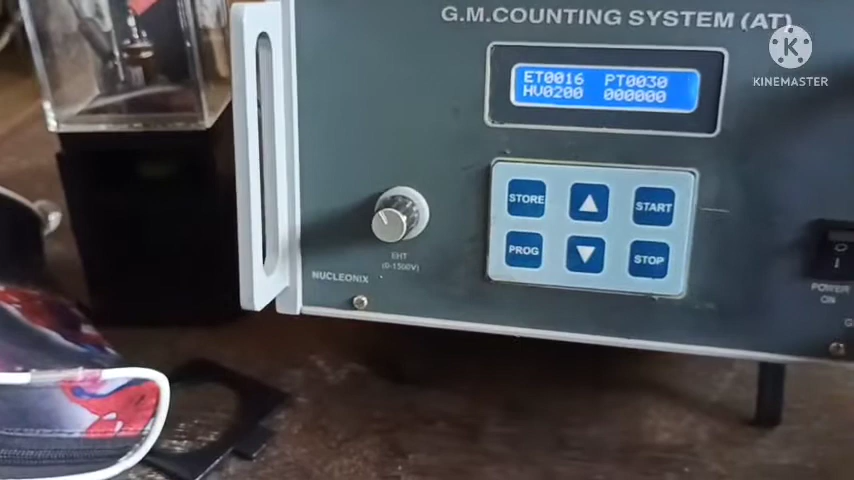 G.M.COUNTING SYSTEM (AT)
KINEMASTER
ET0016 PT0030
HV0200 000000
STORE
START
PROG
STOP
EHT
(0-1500V)
NUCLEONIX
POWER
ON